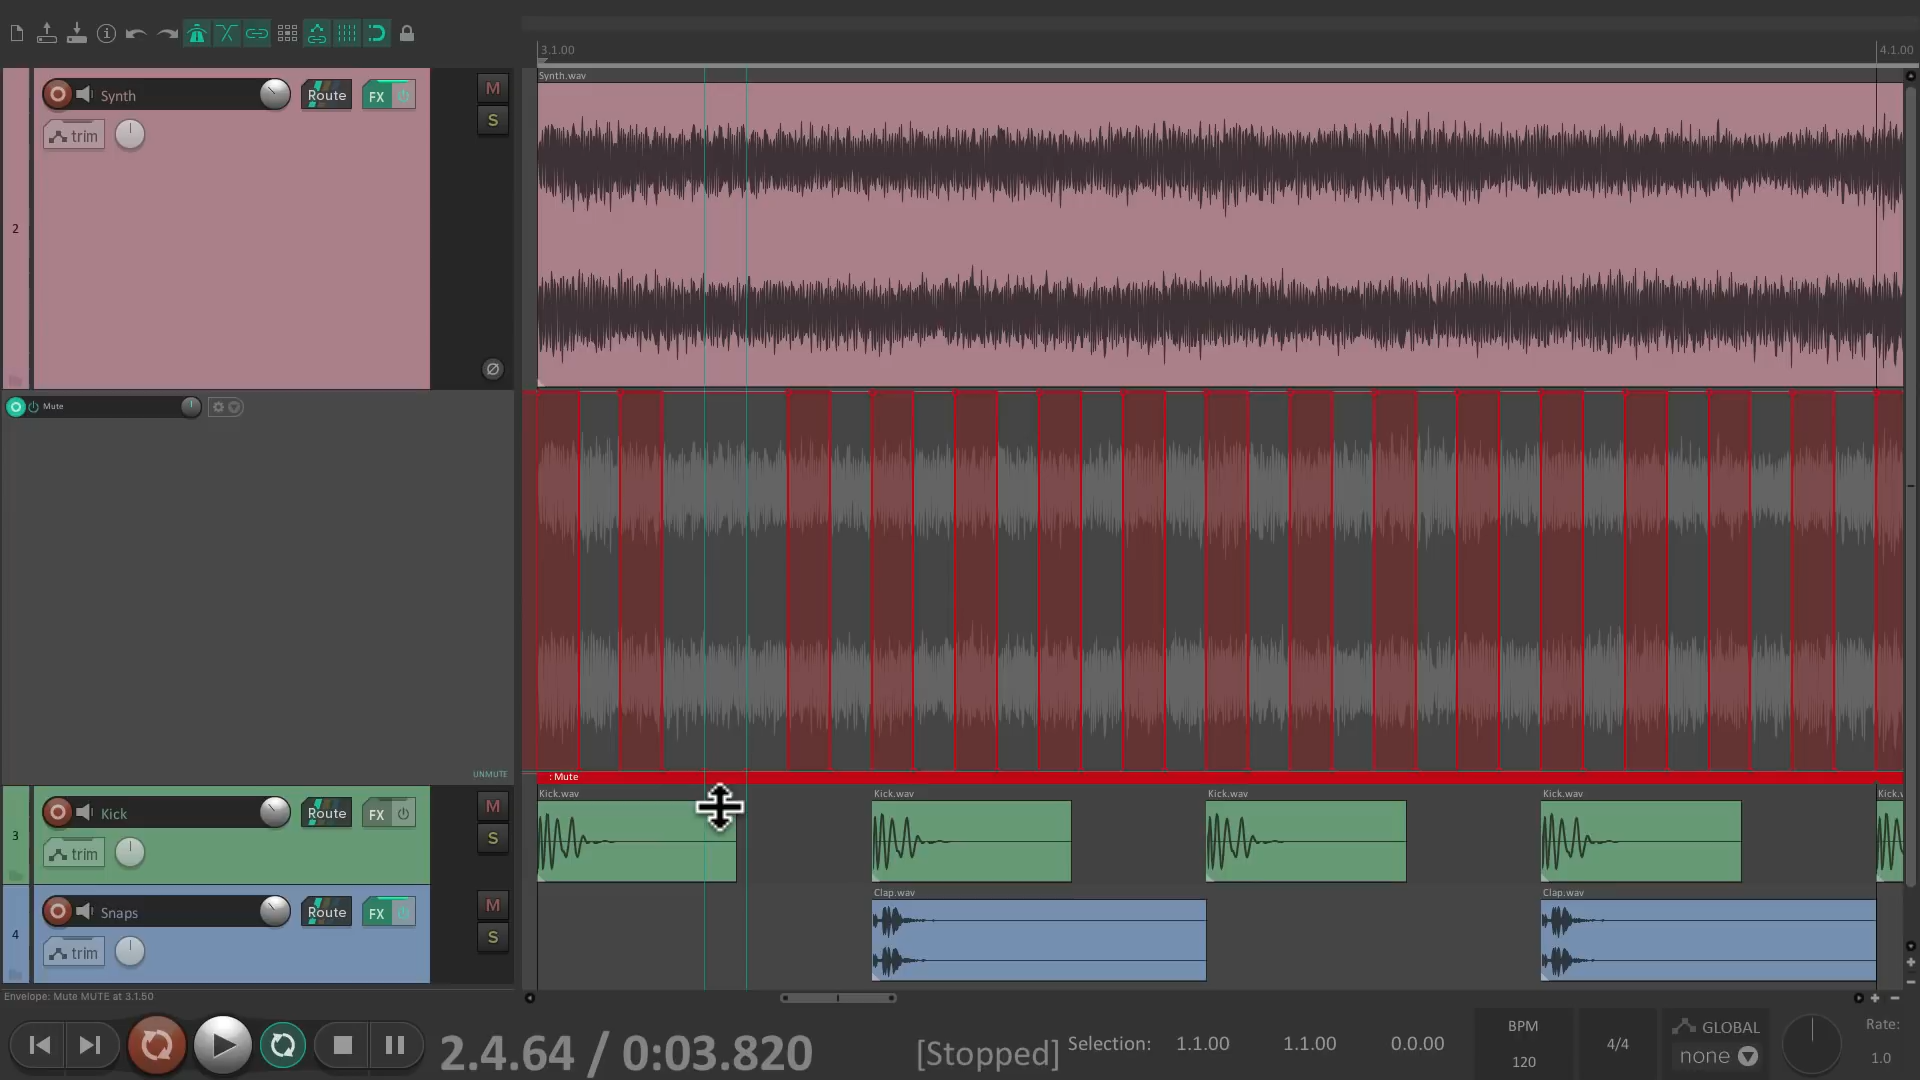 3.1.00
4.1.00
Synth.wav
Synth
Route
FX
M
trim
S
2
Mute
UNMUTE
: Mute
Kick.wav
Kick.wav
Kick.wav
Kick.wav
Kick
Route
FX
M
trim
S
3
Clap.wav
Clap.wav
Snaps
Route
FX
M
trim
S
4
Envelope: Mute MUTE at 3.1.50
2.4.64 / 0:03.820
[Stopped]
Selection:
1.1.00
1.1.00
0.0.00
BPM
120
4/4
GLOBAL
none
Rate:
1.0